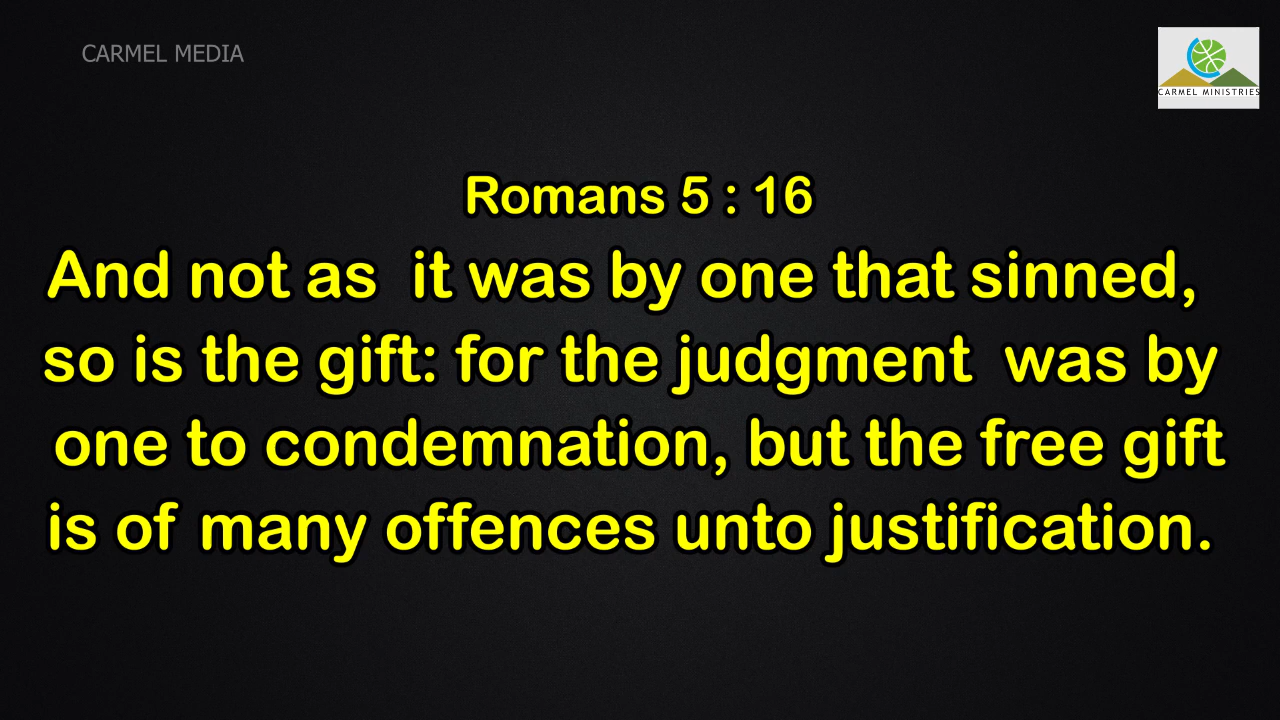 CARMEL MEDIA
CARMEL MINISTRIES
Romans 5 : 16
And not as it was by one that sinned,
so is the gift: for the judgment was by
one to condemnation, but the free gift
is of many offences unto justification.